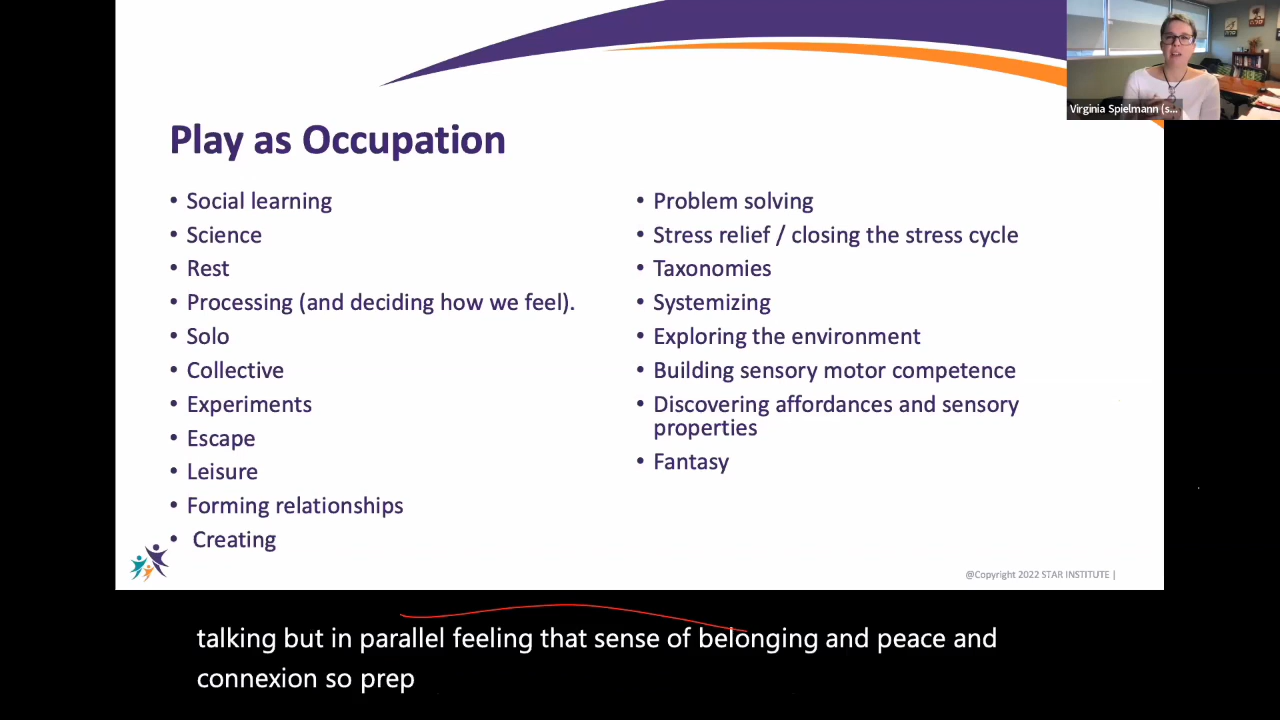 Virginia Spielmann (s...
Play as Occupation
• Social learning
• Science
• Rest
• Processing (and deciding how we feel).
• Solo
• Collective
• Experiments
• Escape
• Leisure
• Forming relationships
• Creating
• Problem solving
• Stress relief / closing the stress cycle
• Taxonomies
• Systemizing
• Exploring the environment
• Building sensory motor competence
• Discovering affordances and sensory
properties
• Fantasy
@Copyright 2022 STAR INSTITUTE |
talking but in parallel feeling that sense of belonging and peace and
connexion so prep